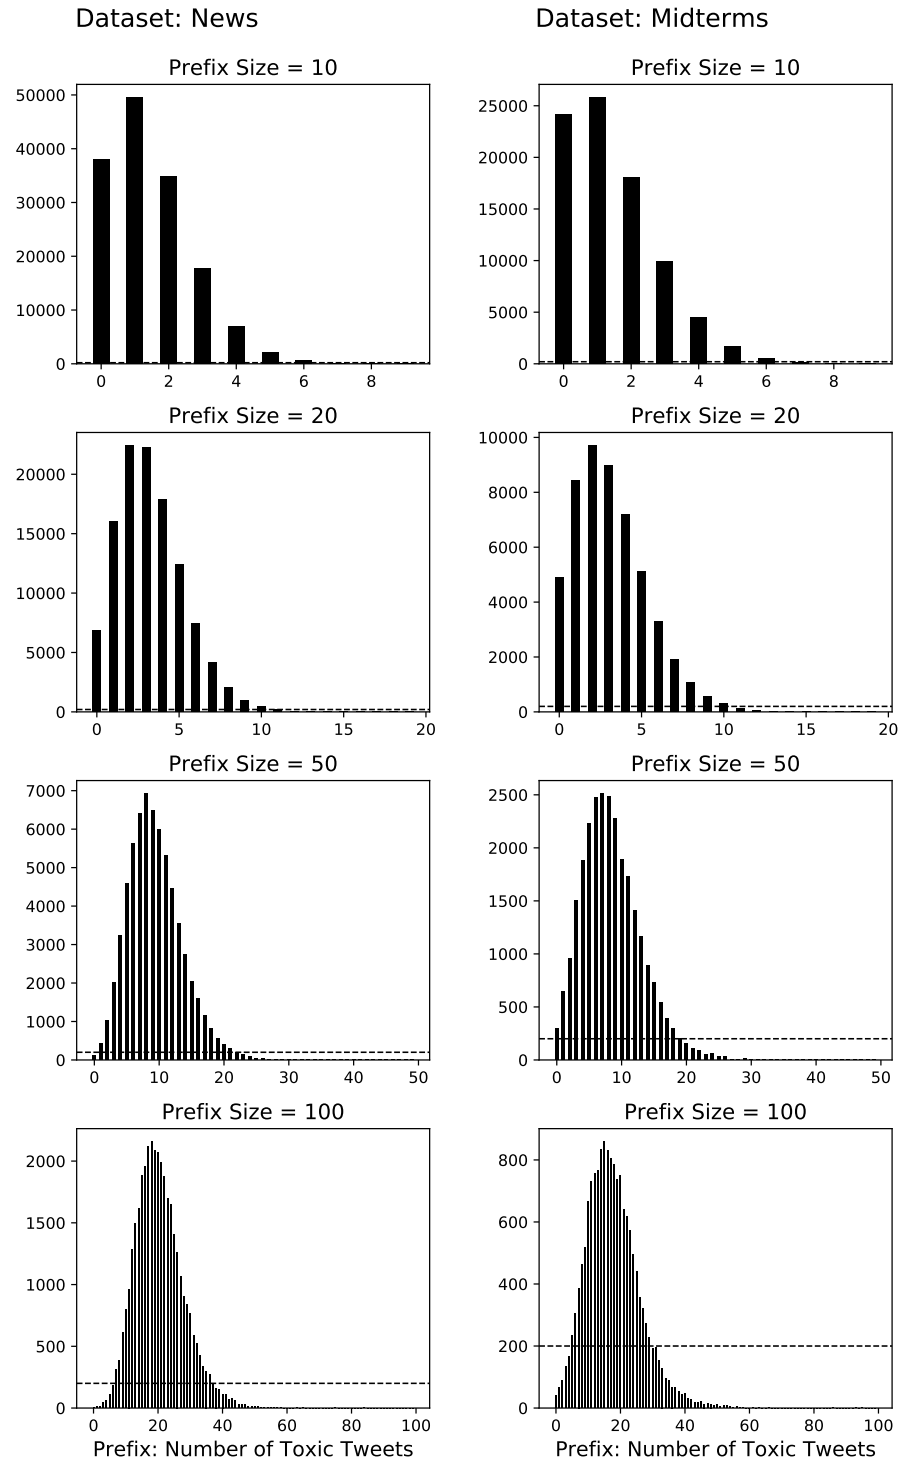 Dataset: News
Dataset: Midterms
Prefix Size = 10
50000
40000
30000
20000
10000
0
0 2 4 6 8
Prefix Size = 10
25000
20000
15000
10000
5000
0
0 2 4 6 8
Prefix Size = 20
20000
15000
10000
5000
0
0 5 10 15 20
Prefix Size = 20
10000
8000
6000
4000
2000
0
0 5 10 15 20
Prefix Size = 50
7000
6000
5000
4000
3000
2000
1000
0
0 10 20 30 40 50
Prefix Size = 50
2500
2000
1500
1000
500
0
0 10 20 30 40 50
Prefix Size = 100
2000
1500
1000
500
0
0 20 40 60 80 100
Prefix: Number of Toxic Tweets
Prefix Size = 100
800
600
400
200
0
0 20 40 60 80 100
Prefix: Number of Toxic Tweets